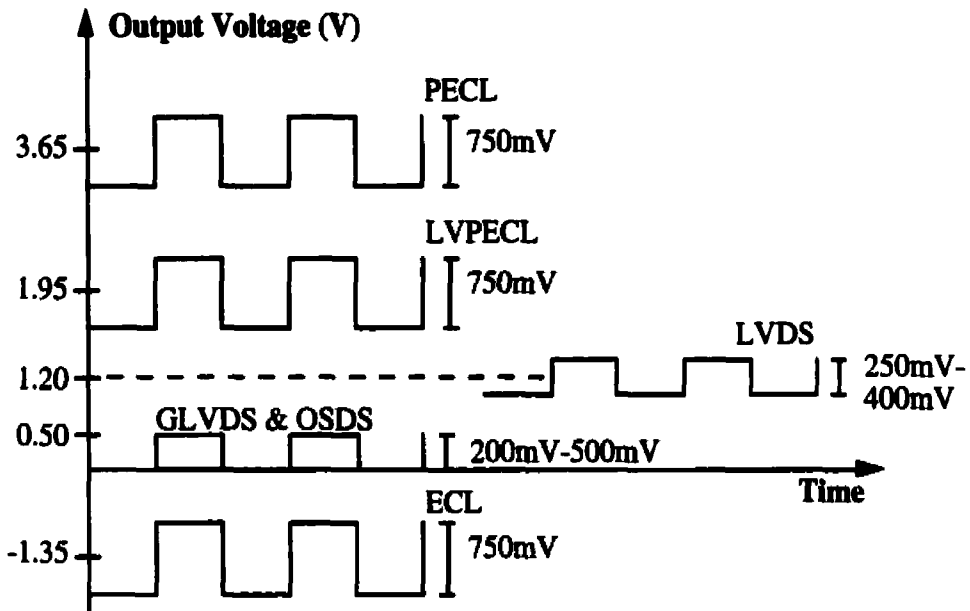 Output Voltage (V)
PECL
3.65
750mV
LVPECL
1.95
750mV
LVDS
1.20
250mV-
400mV
GLVDS & OSDS
0.50
200mV-500mV
Time
ECL
-1.35
750mV